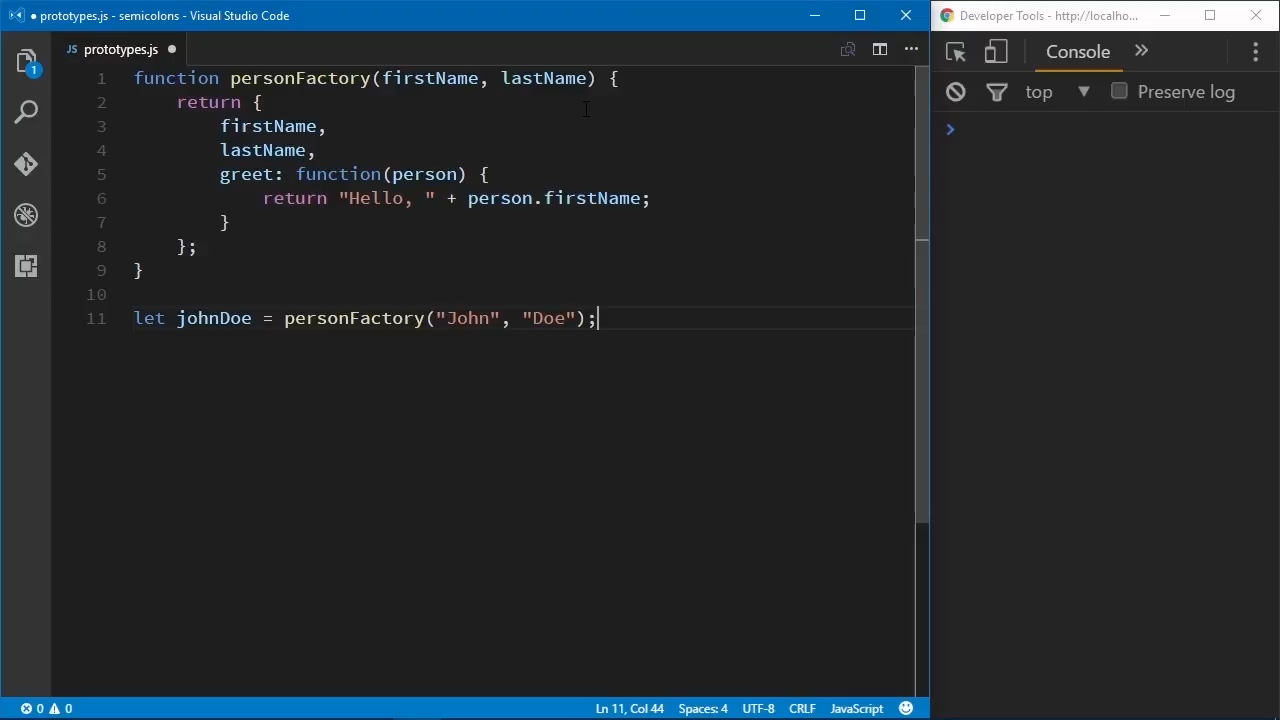 ● prototypes.js - semicolons - Visual Studio Code
Developer Tools - http://localho...
JS prototypes.js ●
Console
1
top
Preserve log
1 function personFactory(firstName, lastName) {
2 return {
3 firstName,
4 lastName,
5 greet: function(person) {
6 return "Hello, " + person.firstName;
7 }
8 };
9 }
10
11 let johnDoe = personFactory("John", "Doe");
0 0 Ln 11, Col 44 Spaces: 4 UTF-8 CRLF JavaScript